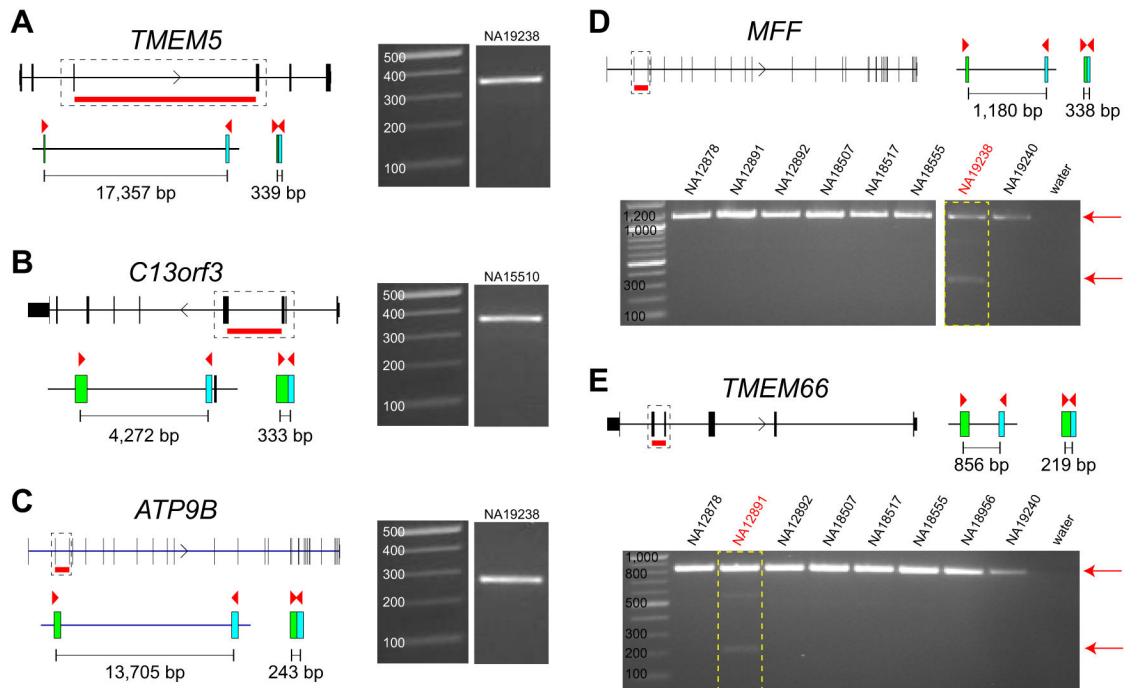 A
TMEM5
17,357 bp
339 bp
NA19238
500
400
300
200
100
B
C13orf3
4,272 bp
333 bp
NA15510
500
400
300
200
100
C
ATP9B
13,705 bp
243 bp
NA19238
500
400
300
200
100
D
MFF
1,180 bp
338 bp
NA12878
NA12891
NA12892
NA18507
NA18517
NA18555
NA19238
NA19240
water
1,200
1,000
300
100
E
TMEM66
856 bp
219 bp
NA12878
NA12891
NA12892
NA18507
NA18517
NA18555
NA18956
NA19240
water
1,000
800
500
300
200
100